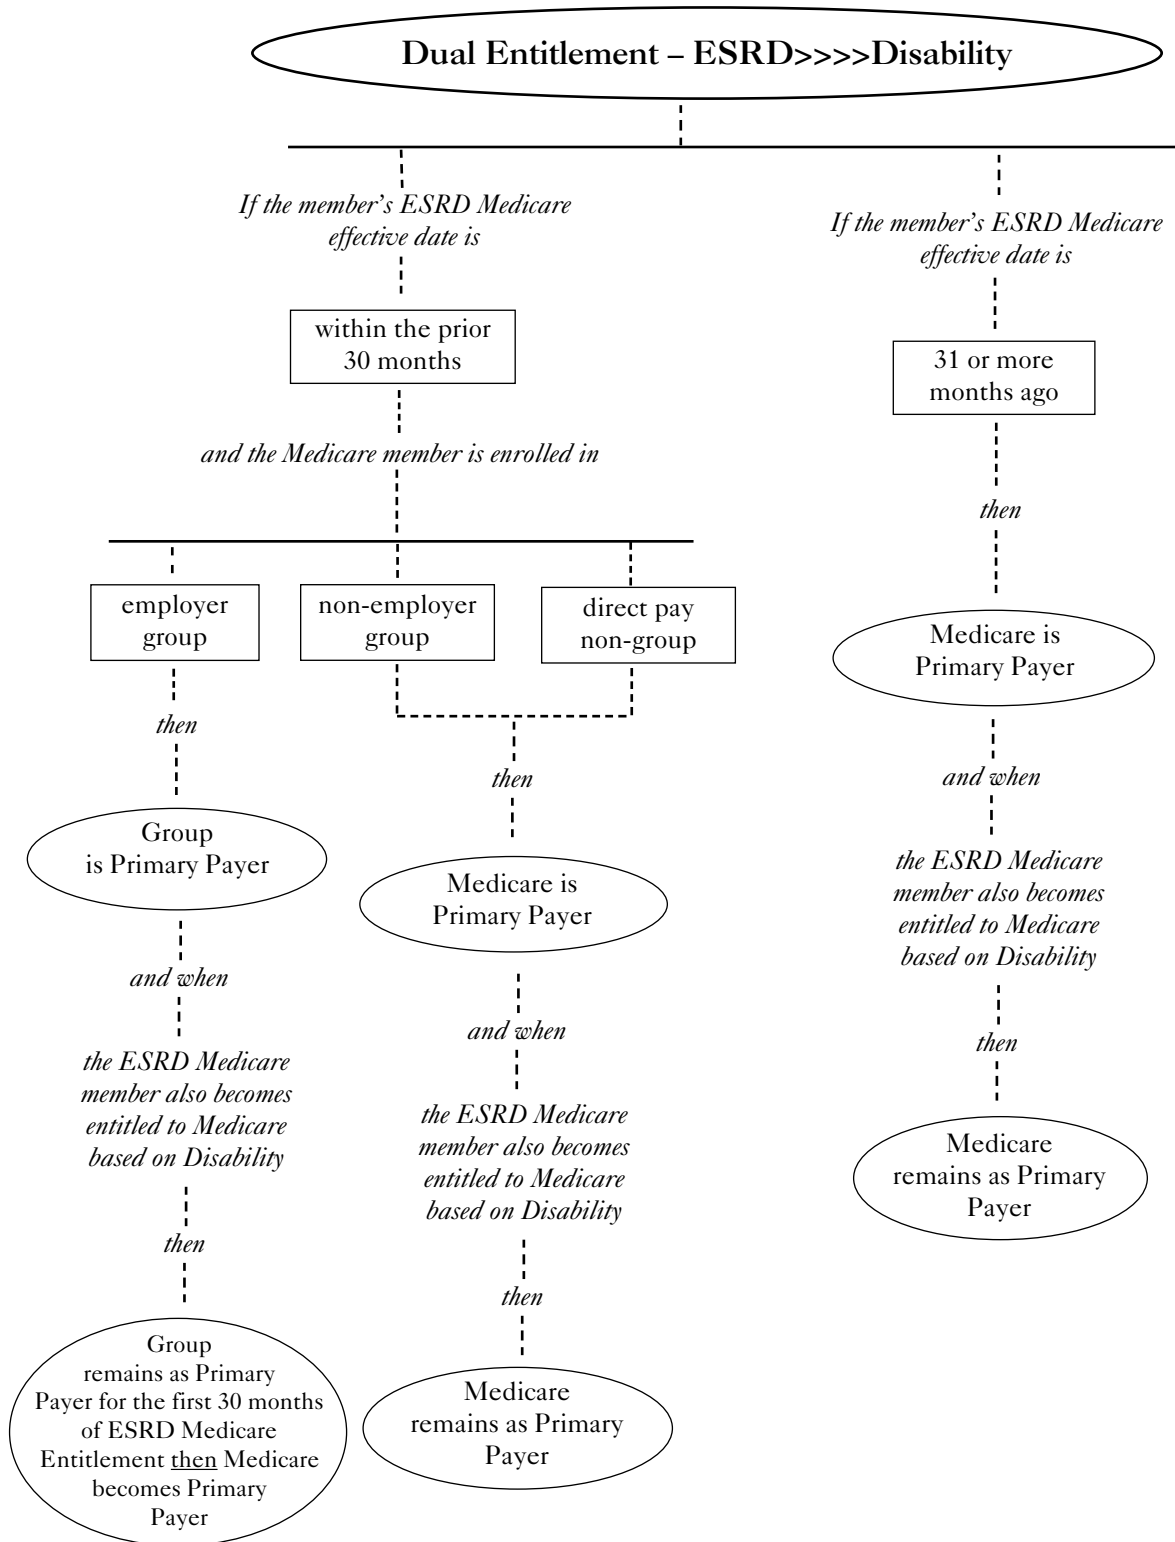 Dual Entitlement – ESRD>>>>Disability
If the member's ESRD Medicare
effective date is
within the prior
30 months
and the Medicare member is enrolled in
employer
group
then
Group
is Primary Payer
and when
the ESRD Medicare
member also becomes
entitled to Medicare
based on Disability
then
Group
remains as Primary
Payer for the first 30 months
of ESRD Medicare
Entitlement then Medicare
becomes Primary
Payer
non-employer
group
direct pay
non-group
then
Medicare is
Primary Payer
and when
the ESRD Medicare
member also becomes
entitled to Medicare
based on Disability
then
Medicare
remains as Primary
Payer
If the member's ESRD Medicare
effective date is
31 or more
months ago
then
Medicare is
Primary Payer
and when
the ESRD Medicare
member also becomes
entitled to Medicare
based on Disability
then
Medicare
remains as Primary
Payer